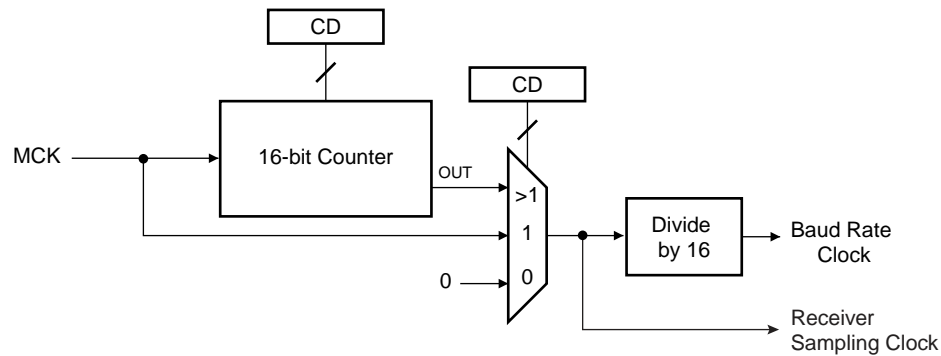 CD
CD
MCK
16-bit Counter
OUT
>1
1
0
0
Divide
by 16
Baud Rate
Clock
Receiver
Sampling Clock